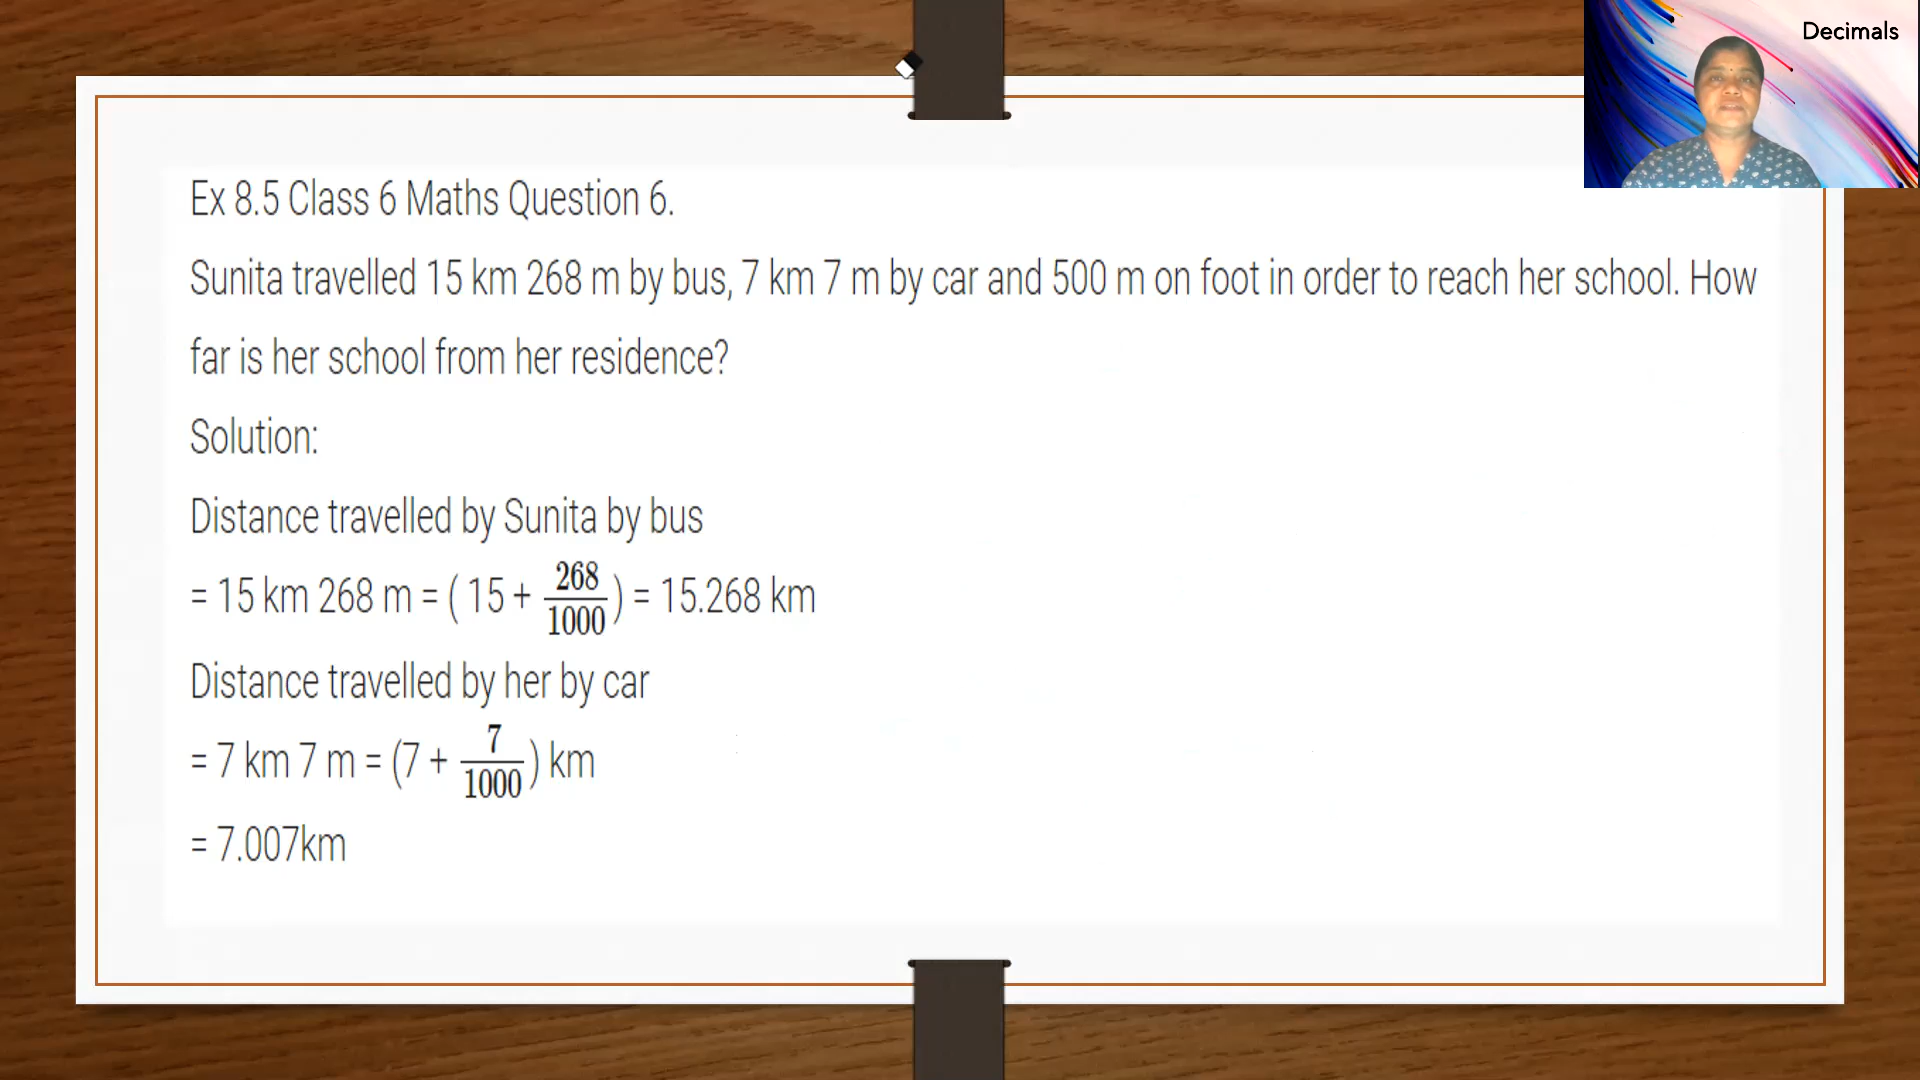 Decimals
Ex 8.5 Class 6 Maths Question 6.
Sunita travelled 15 km 268 m by bus, 7 km 7 m by car and 500 m on foot in order to reach her school. How
far is her school from her residence?
Solution:
Distance travelled by Sunita by bus
= 15 km 268 m = ( 15 + 268/1000 ) = 15.268 km
Distance travelled by her by car
= 7 km 7 m = (7 + 7/1000 ) km
= 7.007km